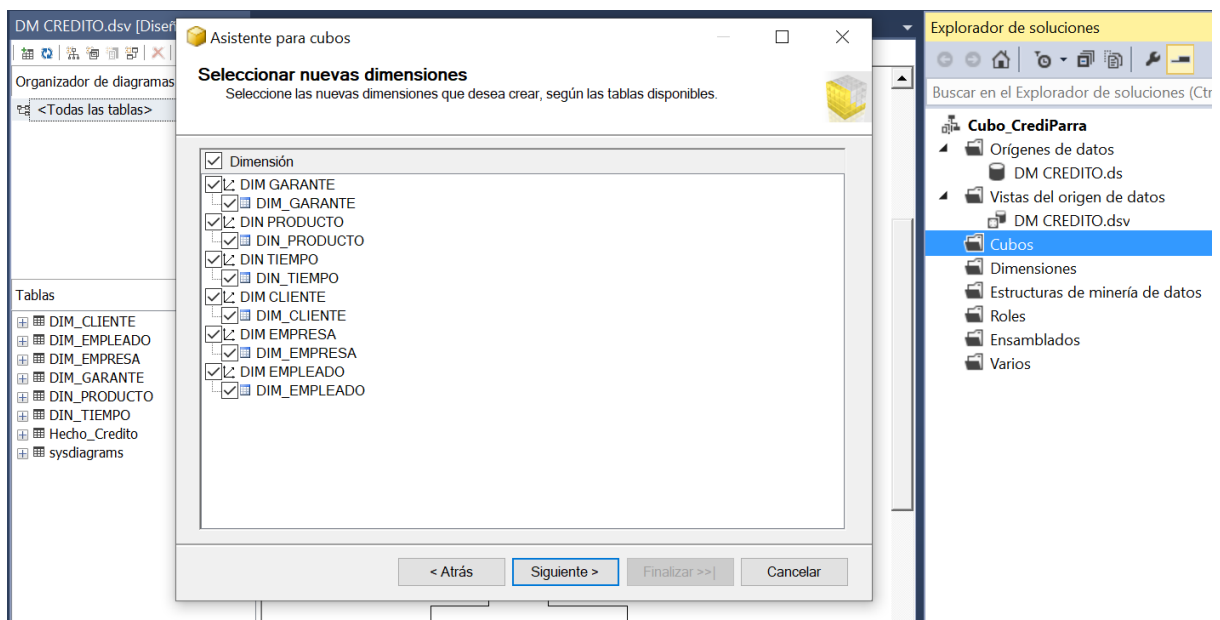 DM CREDITO.dsv [Diseñ
Organizador de diagramas
<Todas las tablas>
Tablas
DIM_CLIENTE
DIM_EMPLEADO
DIM_EMPRESA
DIM_GARANTE
DIN_PRODUCTO
DIN_TIEMPO
Hecho_Credito
sysdiagrams
Asistente para cubos
Seleccionar nuevas dimensiones
Seleccione las nuevas dimensiones que desea crear, según las tablas disponibles.
Dimensión
DIM GARANTE
DIM_GARANTE
DIN PRODUCTO
DIN_PRODUCTO
DIN TIEMPO
DIN_TIEMPO
DIM CLIENTE
DIM_CLIENTE
DIM EMPRESA
DIM_EMPRESA
DIM EMPLEADO
DIM_EMPLEADO
< Atrás
Siguiente >
Finalizar >>|
Cancelar
Explorador de soluciones
Buscar en el Explorador de soluciones (Ctr
Cubo_CrediParra
Orígenes de datos
DM CREDITO.ds
Vistas del origen de datos
DM CREDITO.dsv
Cubos
Dimensiones
Estructuras de minería de datos
Roles
Ensamblados
Varios